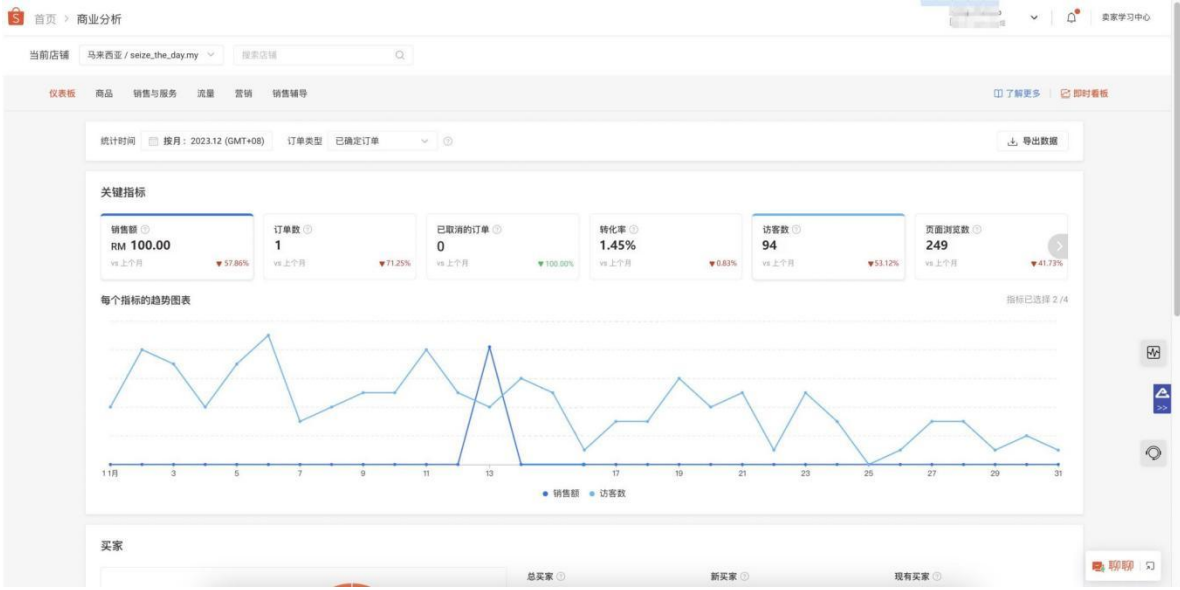 首页 > 商业分析
卖家学习中心
当前店铺 马来西亚 / seize_the_day.my 搜索店铺
仪表板 商品 销售与服务 流量 营销 销售辅导 了解更多 即时看板
统计时间 按月：2023.12 (GMT+08) 订单类型 已确定订单 导出数据
关键指标
销售额 订单数 已取消的订单 转化率 访客数 页面浏览数
RM 100.00 1 0 1.45% 94 249
vs 上个月 ▼57.86% vs 上个月 ▼71.25% vs 上个月 ▼100.00% vs 上个月 ▼0.83% vs 上个月 ▼53.12% vs 上个月 ▼41.73%
每个指标的趋势图表 指标已选择 2 /4
3 5 7 9 11 13 17 19 21 23 25 27 29 31
销售额 访客数
买家
总买家 新买家 现有买家
聊聊